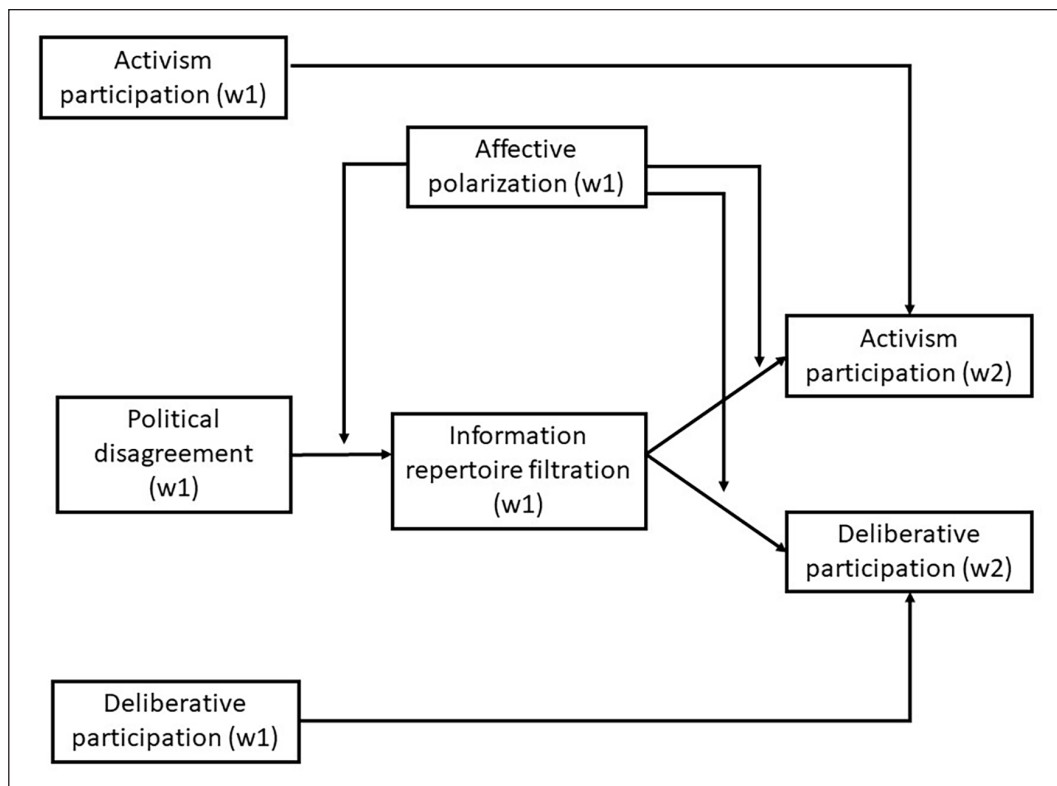 Activism
participation (w1)
Affective
polarization (w1)
Activism
participation (w2)
Political
disagreement
(w1)
Information
repertoire filtration
(w1)
Deliberative
participation (w2)
Deliberative
participation (w1)